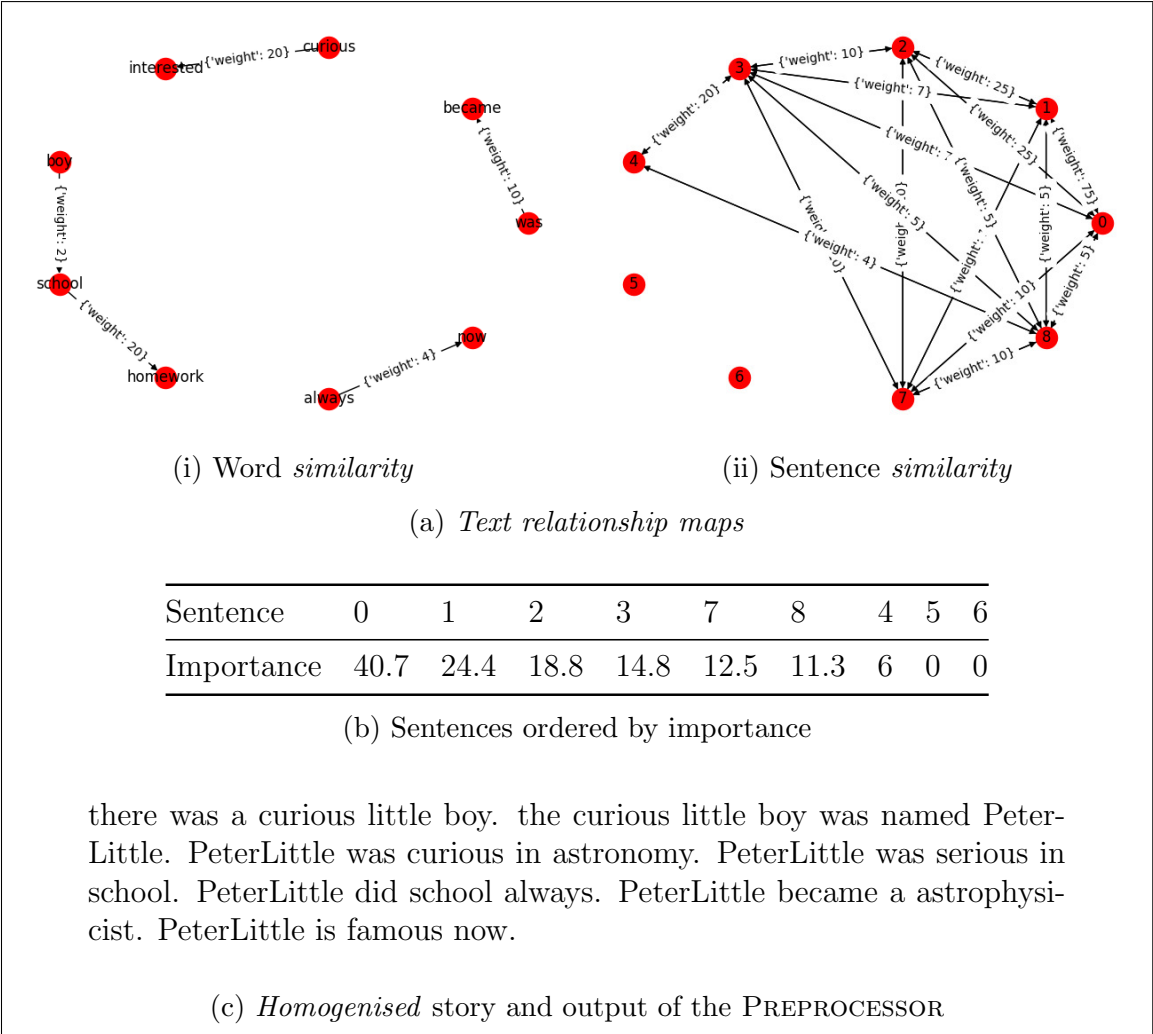 curious
{'weight': 20}
interested
became
{'weight': 10}
was
boy
{'weight': 2}
school
{'weight': 20}
homework
now
{'weight': 4}
always
2
{'weight': 10}
3
{'weight': 25}
{'weight': 7}
1
{'weight': 20}
{'weight': 25}
{'weight': 7
4
{'weight': 5}
{'weight': 75}
{'weight': 5}
{'weight': 5}
0
{'weight': 4}
5
{'weight': 10}
{'weight': 5}
8
{'weight': 10}
6
7
(i) Word similarity
(ii) Sentence similarity
(a) Text relationship maps
Sentence 0 1 2 3 7 8 4 5 6
Importance 40.7 24.4 18.8 14.8 12.5 11.3 6 0 0
(b) Sentences ordered by importance
there was a curious little boy. the curious little boy was named Peter-
Little. PeterLittle was curious in astronomy. PeterLittle was serious in
school. PeterLittle did school always. PeterLittle became a astrophysi-
cist. PeterLittle is famous now.
(c) Homogenised story and output of the PREPROCESSOR